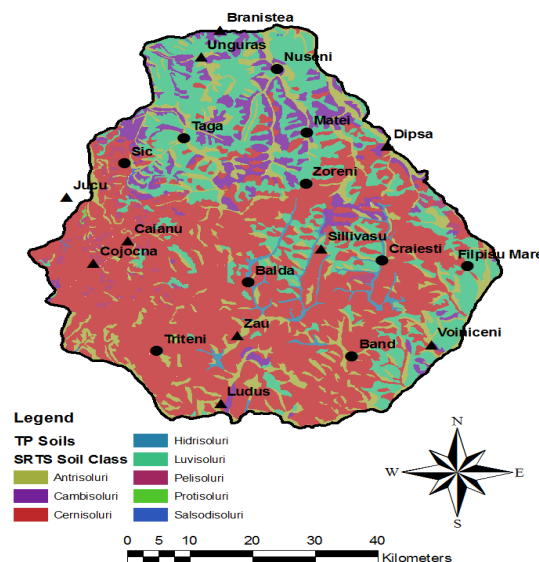 Branistea
Unguras
Nuseni
Matei
Taga
Dipsa
Sic
Zoreni
Jucu
Caianu
Sillivasu
Cojocna
Craiesti
Filpisu Mare
Balda
Zau
Triteni
Band
Voiniceni
Ludus
Legend
TP Soils
SRTS Soil Class
Antrisoluri
Cambisoluri
Cernisoluri
Hidrisoluri
Luvisoluri
Pelisoluri
Protisoluri
Salsodisoluri
N
W E
S
0 5 10 20 30 40
Kilometers